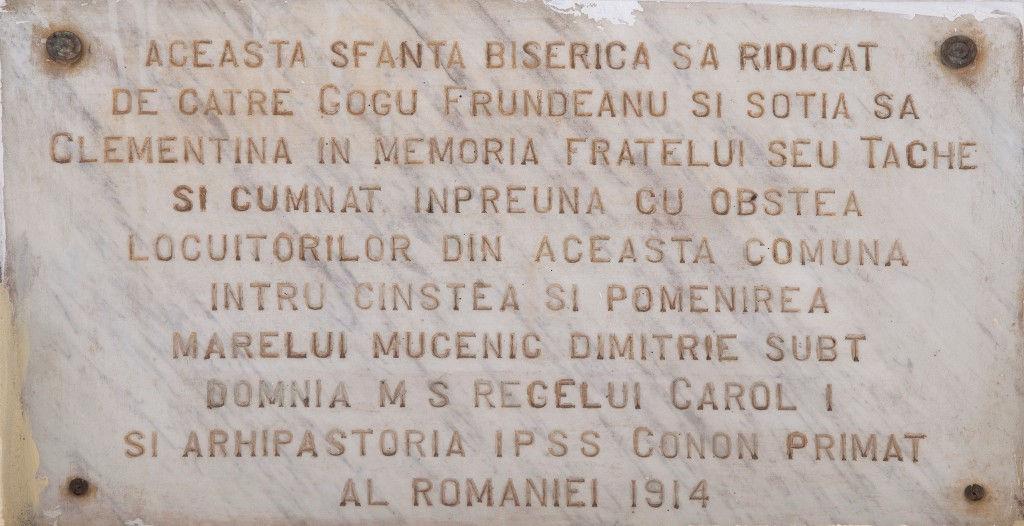 ACEASTA SFANTA BISERICA SA RIDICAT
DE CATRE GOGU FRUNDEANU SI SOTIA SA
CLEMENTINA IN MEMORIA FRATELUI SEU TACHE
SI CUMNAT INPREUNA CU OBSTEA
LOCUITORILOR DIN ACEASTA COMUNA
INTRU CINSTEA SI POMENIREA
MARELUI MUCENIC DIMITRIE SUBT
DOMNIA M S REGELUI CAROL I
SI ARHIPASTORIA I P S S CONON PRIMAT
AL ROMANIEI 1914